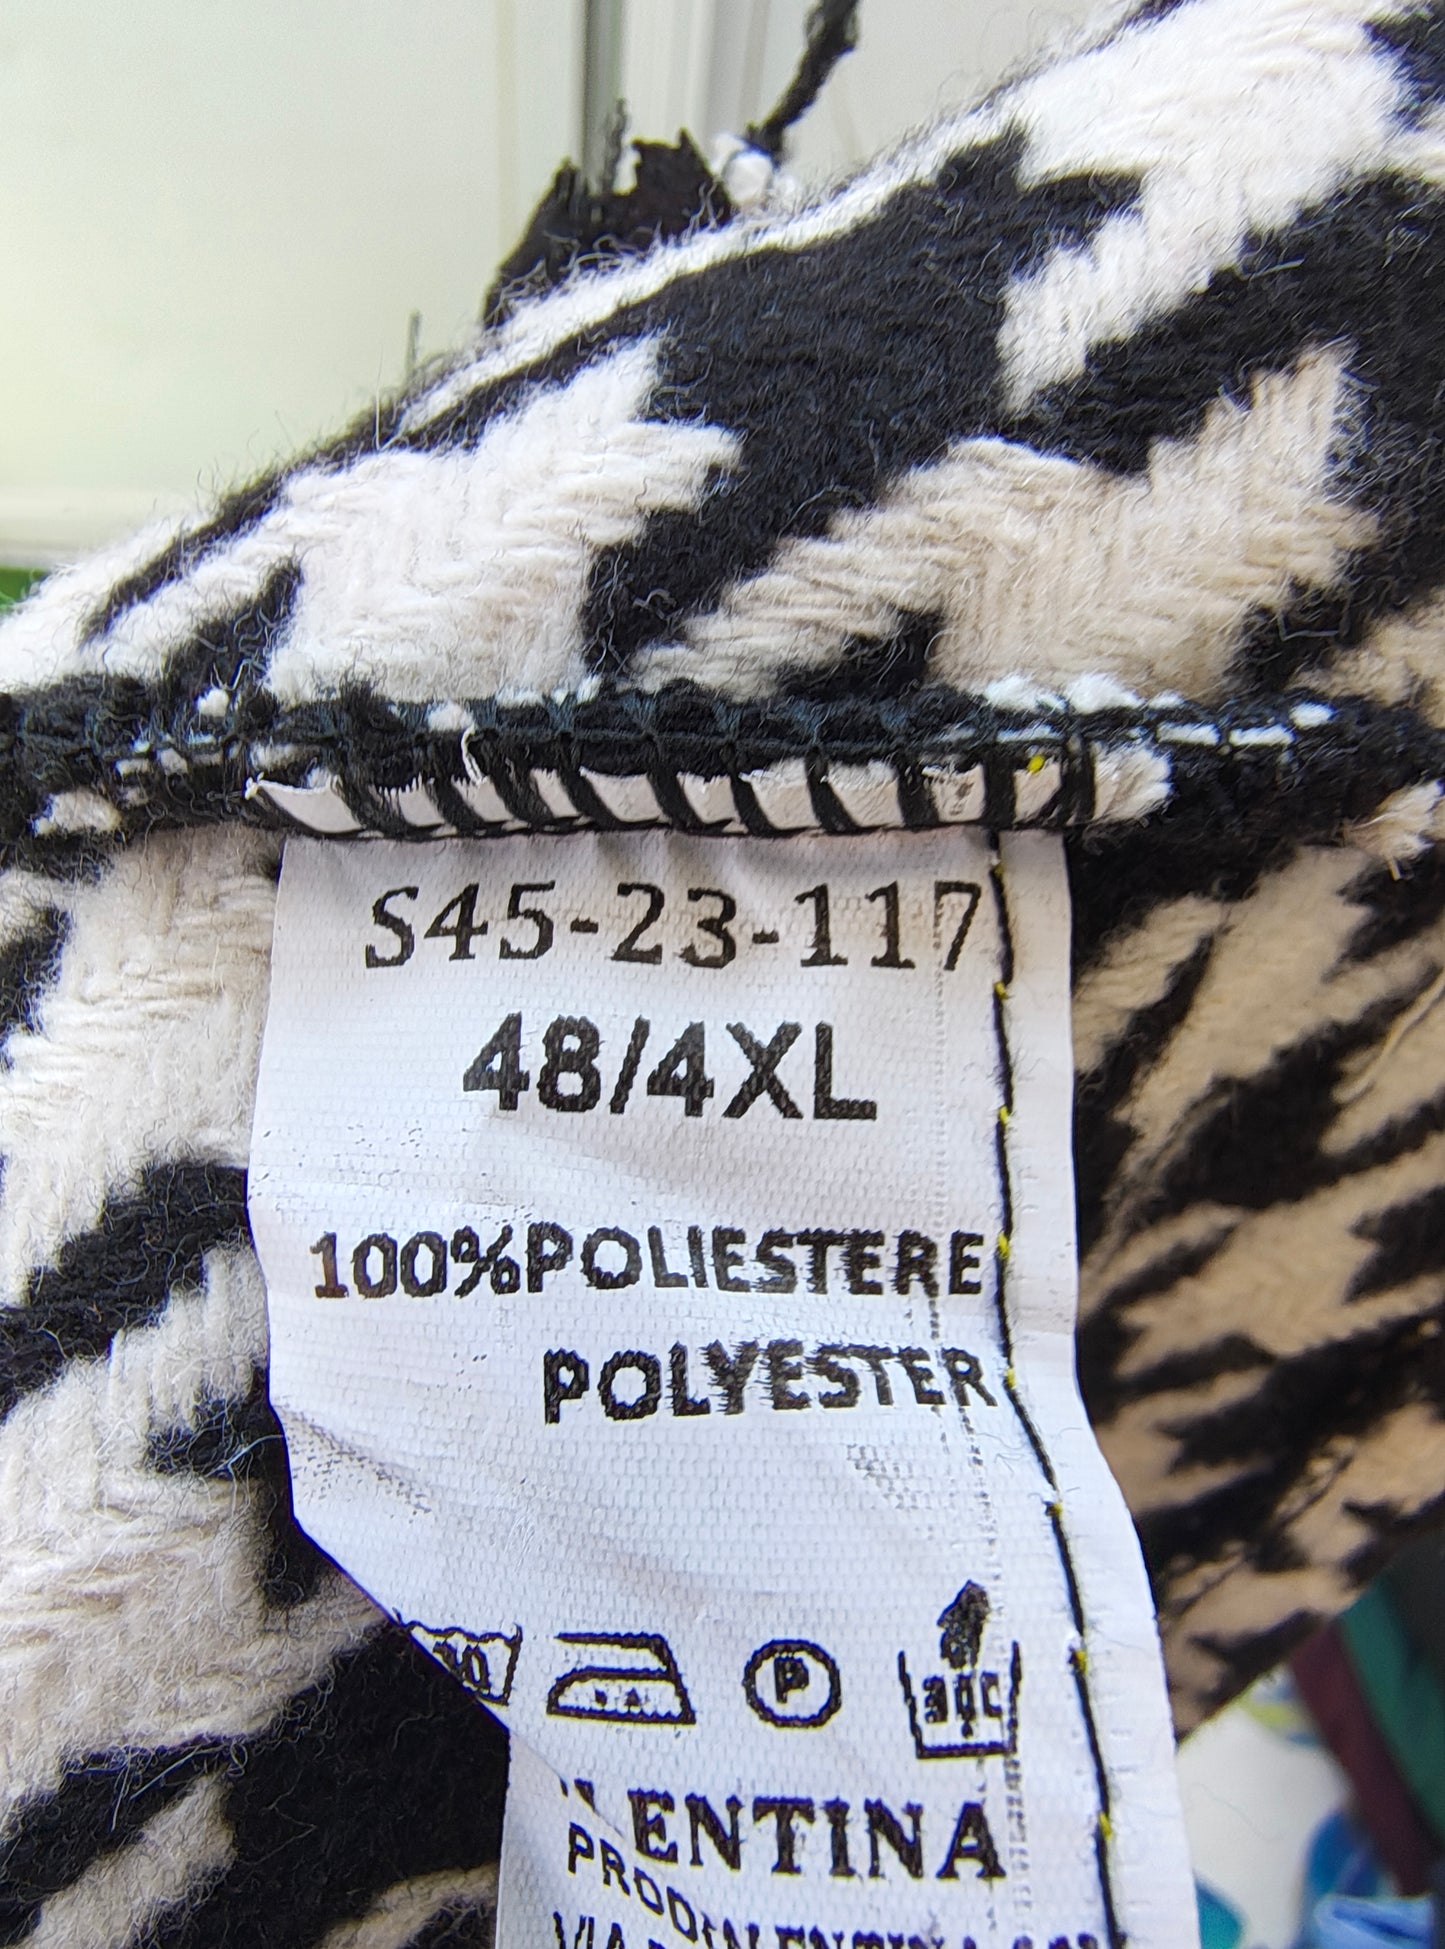 S45-23-117
48/4XL
100%POLIESTERE
POLYESTER
P
ENTINA